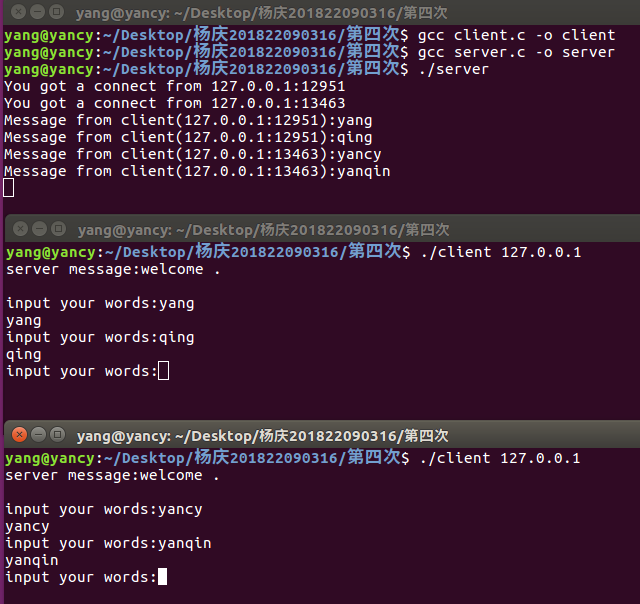 yang@yancy: ~/Desktop/杨庆201822090316/第四次
yang@yancy:~/Desktop/杨庆201822090316/第四次$ gcc client.c -o client
yang@yancy:~/Desktop/杨庆201822090316/第四次$ gcc server.c -o server
yang@yancy:~/Desktop/杨庆201822090316/第四次$ ./server
You got a connect from 127.0.0.1:12951
You got a connect from 127.0.0.1:13463
Message from client(127.0.0.1:12951):yang
Message from client(127.0.0.1:12951):qing
Message from client(127.0.0.1:13463):yancy
Message from client(127.0.0.1:13463):yanqin
yang@yancy: ~/Desktop/杨庆201822090316/第四次
yang@yancy:~/Desktop/杨庆201822090316/第四次$ ./client 127.0.0.1
server message:welcome .
input your words:yang
yang
input your words:qing
qing
input your words:
yang@yancy: ~/Desktop/杨庆201822090316/第四次
yang@yancy:~/Desktop/杨庆201822090316/第四次$ ./client 127.0.0.1
server message:welcome .
input your words:yancy
yancy
input your words:yanqin
yanqin
input your words: